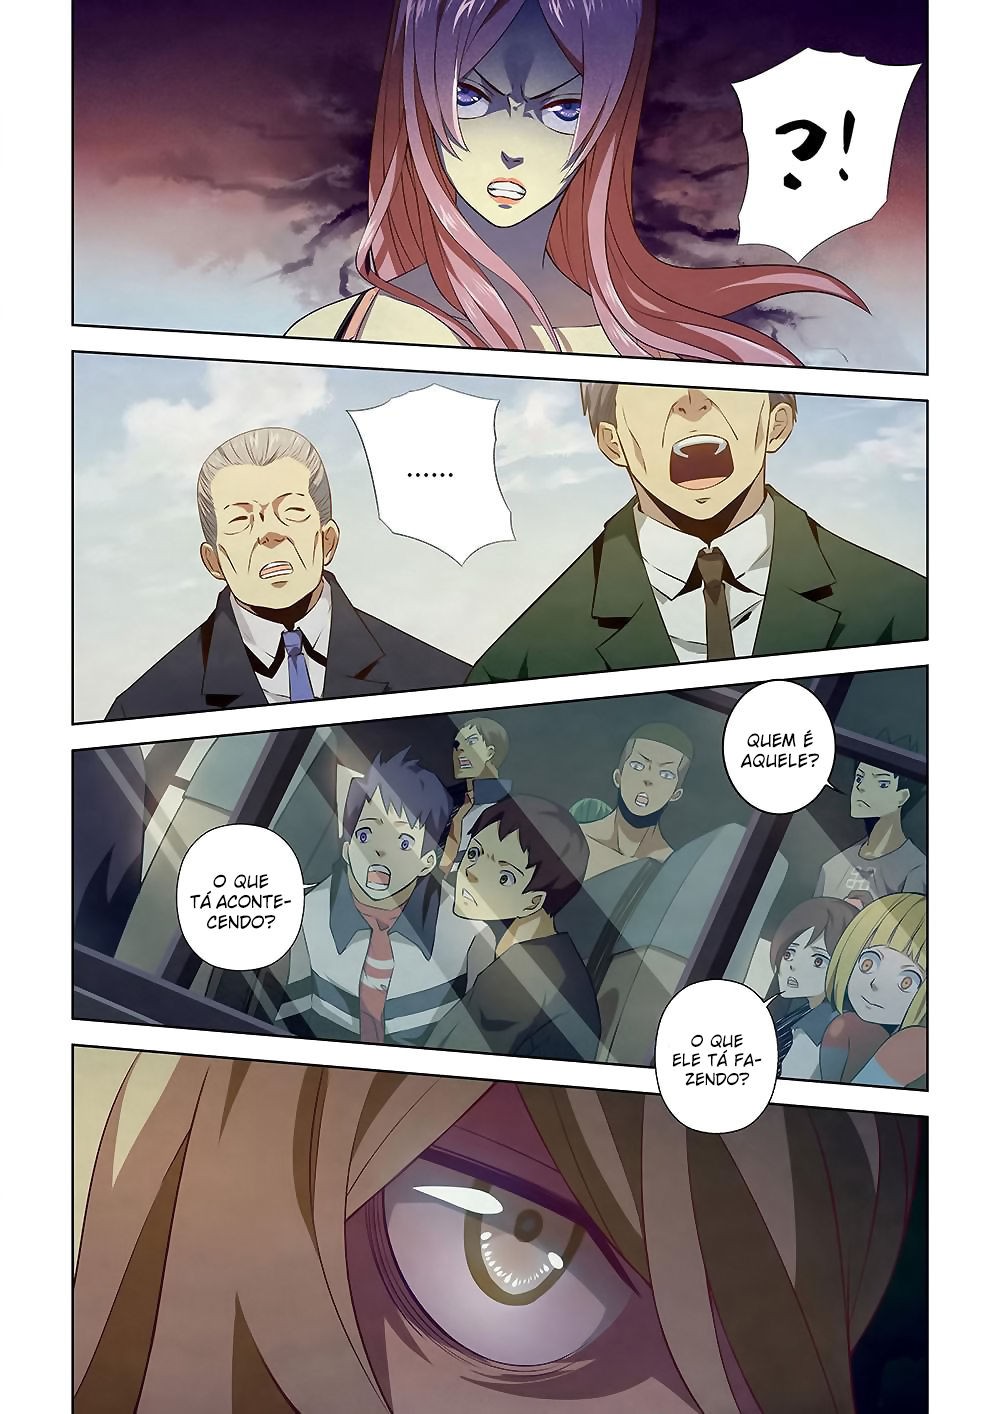 ?!
......
QUEM É
AQUELE?
O QUE
TÁ ACONTE-
CENDO?
O QUE
ELE TÁ FA-
ZENDO?